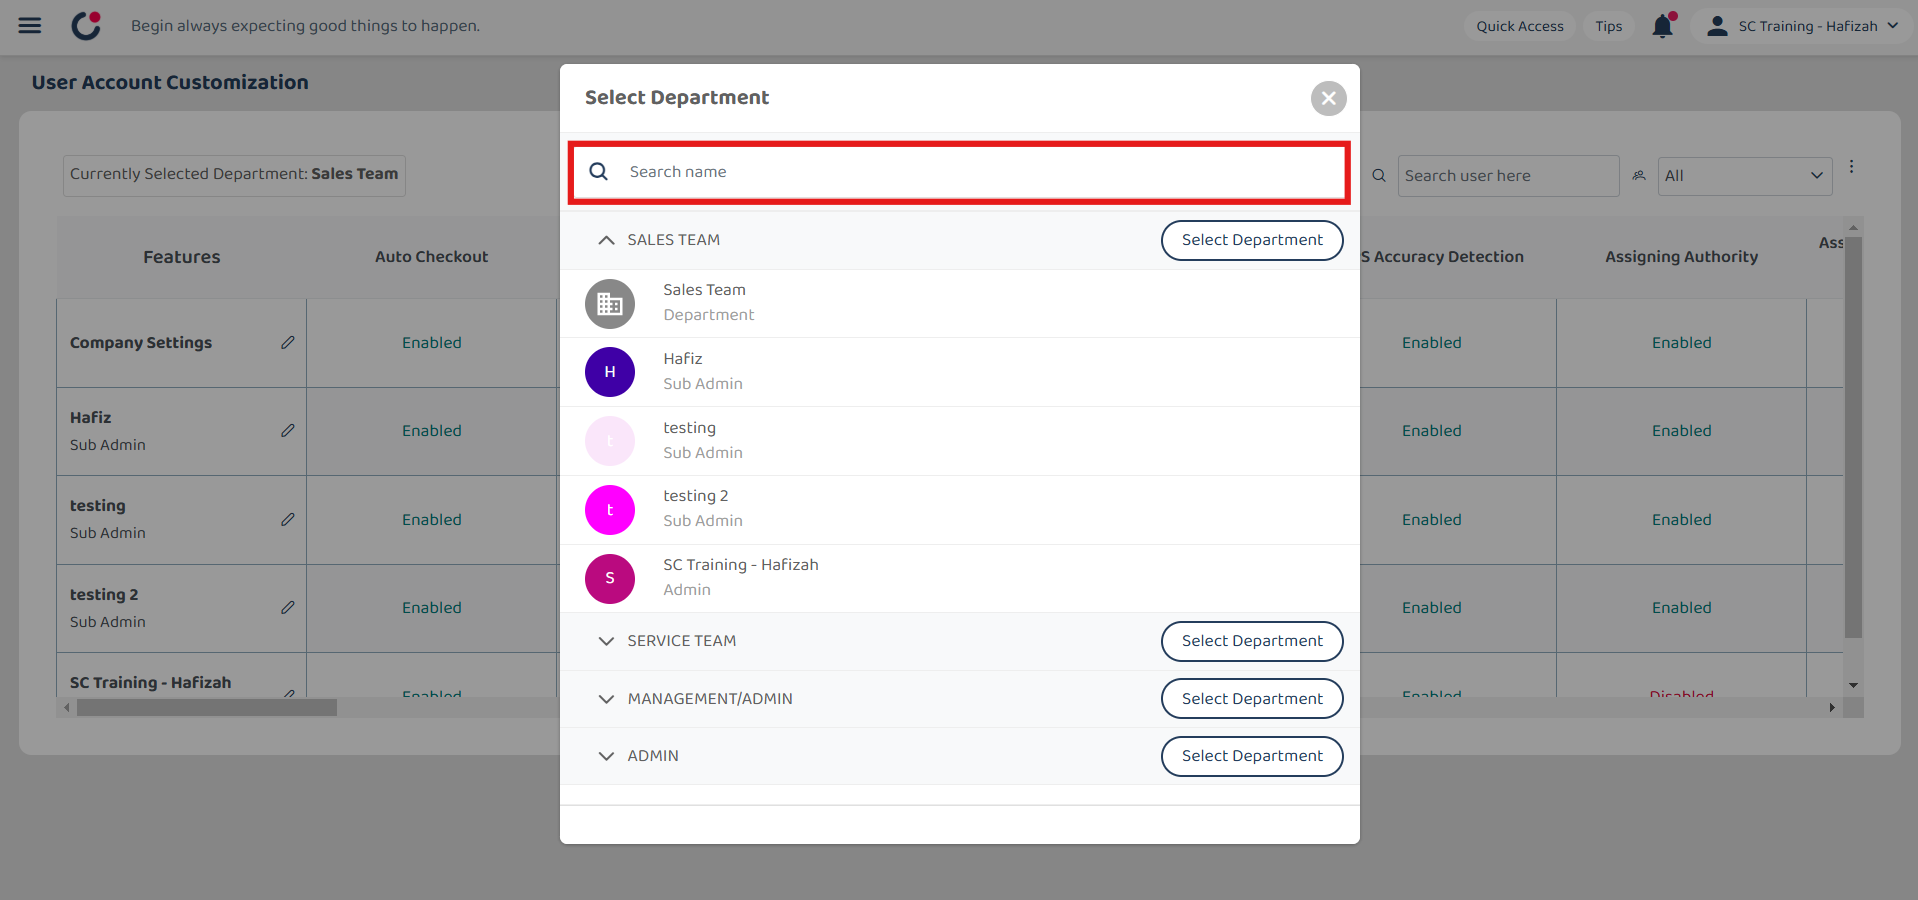 Begin always expecting good things to happen.
Quick Access
Tips
SC Training - Hafizah
User Account Customization
Select Department
Currently Selected Department: Sales Team
Search name
Search user here
All
Features
Auto Checkout
S Accuracy Detection
Assigning Authority
Ass
SALES TEAM
Select Department
Sales Team
Department
Company Settings
Enabled
Enabled
Enabled
H
Hafiz
Sub Admin
Hafiz
Sub Admin
Enabled
Enabled
Enabled
t
testing
Sub Admin
testing
Sub Admin
Enabled
Enabled
Enabled
t
testing 2
Sub Admin
testing 2
Sub Admin
Enabled
Enabled
Enabled
S
SC Training - Hafizah
Admin
SERVICE TEAM
Select Department
SC Training - Hafizah
Enabled
Enabled
Disabled
MANAGEMENT/ADMIN
Select Department
ADMIN
Select Department